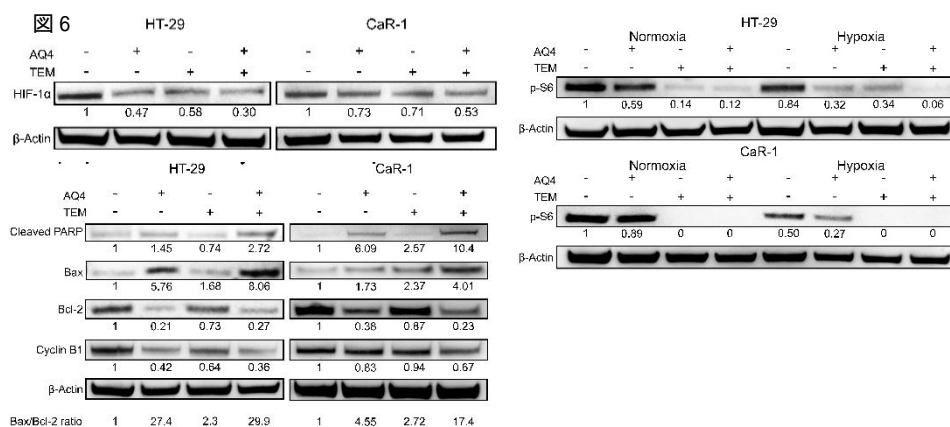 図 6
HT-29 CaR-1
AQ4 - + - + - + - +
TEM - - + + - - + +
HIF-1α
1 0.47 0.58 0.30 1 0.73 0.71 0.53
β-Actin
HT-29 CaR-1
AQ4 - + - + - + - +
TEM - - + + - - + +
Cleaved PARP
1 1.45 0.74 2.72 1 6.09 2.57 10.4
Bax
1 5.76 1.68 8.06 1 1.73 2.37 4.01
Bcl-2
1 0.21 0.73 0.27 1 0.38 0.87 0.23
Cyclin B1
1 0.42 0.64 0.36 1 0.83 0.94 0.67
β-Actin
Bax/Bcl-2 ratio 1 27.4 2.3 29.9 1 4.55 2.72 17.4
HT-29
Normoxia Hypoxia
AQ4 - + - + - + - +
TEM - - + + - - + +
p-S6
1 0.59 0.14 0.12 0.84 0.32 0.34 0.06
β-Actin
CaR-1
Normoxia Hypoxia
AQ4 - + - + - + - +
TEM - - + + - - + +
p-S6
1 0.89 0 0 0.50 0.27 0 0
β-Actin